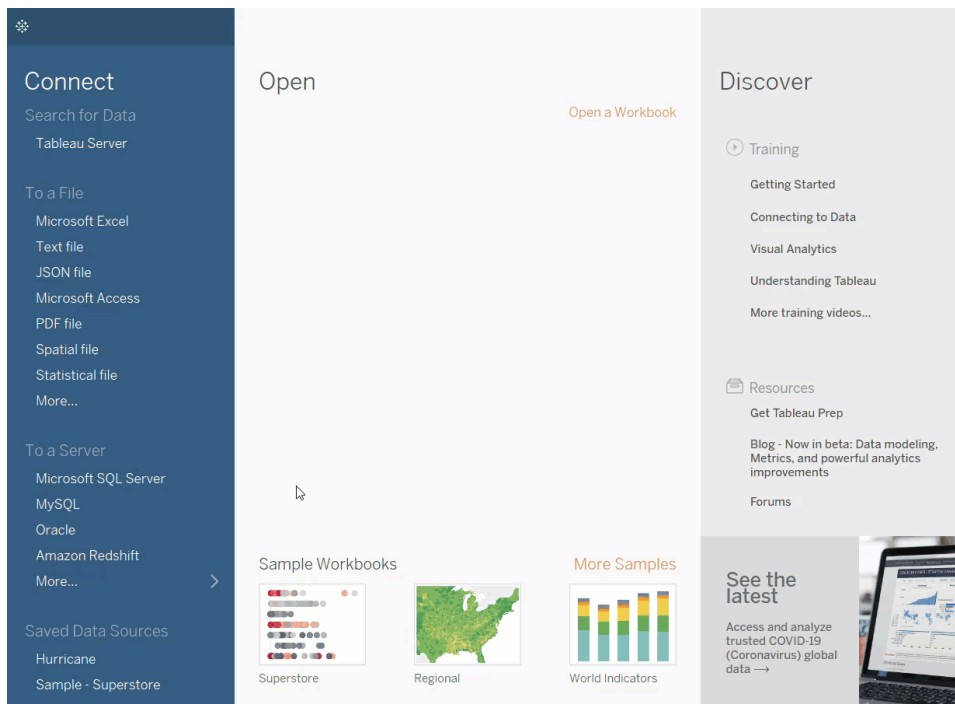 Connect
Search for Data
Tableau Server
To a File
Microsoft Excel
Text file
JSON file
Microsoft Access
PDF file
Spatial file
Statistical file
More...
To a Server
Microsoft SQL Server
MySQL
Oracle
Amazon Redshift
More...
Saved Data Sources
Hurricane
Sample - Superstore
Open
Open a Workbook
Sample Workbooks
More Samples
Superstore
Regional
World Indicators
Discover
Training
Getting Started
Connecting to Data
Visual Analytics
Understanding Tableau
More training videos...
Resources
Get Tableau Prep
Blog - Now in beta: Data modeling,
Metrics, and powerful analytics
improvements
Forums
See the
latest
Access and analyze
trusted COVID-19
(Coronavirus) global
data →